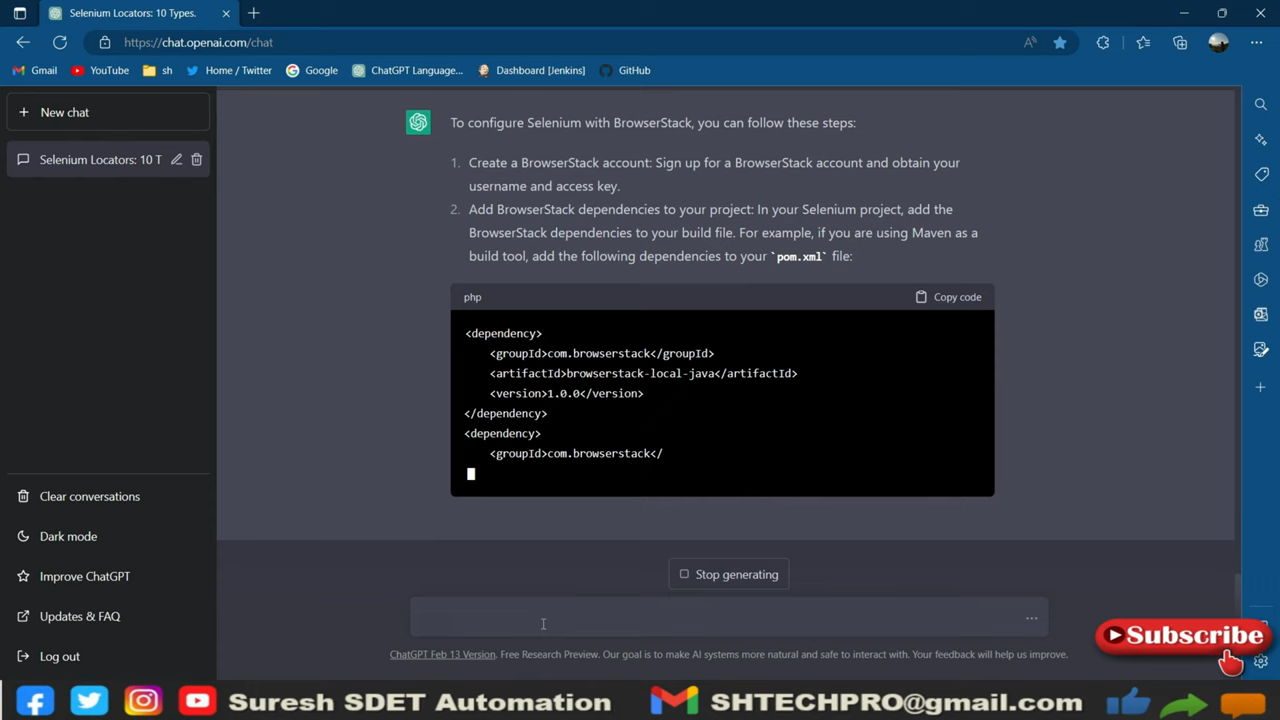 Selenium Locators: 10 Types.
https://chat.openai.com/chat
Gmail
YouTube
sh
Home / Twitter
Google
ChatGPT Language...
Dashboard [Jenkins]
GitHub
New chat
Selenium Locators: 10 T
To configure Selenium with BrowserStack, you can follow these steps:
1. Create a BrowserStack account: Sign up for a BrowserStack account and obtain your
username and access key.
2. Add BrowserStack dependencies to your project: In your Selenium project, add the
BrowserStack dependencies to your build file. For example, if you are using Maven as a
build tool, add the following dependencies to your `pom.xml` file:
php
Copy code
<dependency>
<groupId>com.browserstack</groupId>
<artifactId>browserstack-local-java</artifactId>
<version>1.0.0</version>
</dependency>
<dependency>
<groupId>com.browserstack</
Clear conversations
Dark mode
Improve ChatGPT
Updates & FAQ
Log out
Stop generating
ChatGPT Feb 13 Version. Free Research Preview. Our goal is to make AI systems more natural and safe to interact with. Your feedback will help us improve.
Subscribe
Suresh SDET Automation
SHTECHPRO@gmail.com